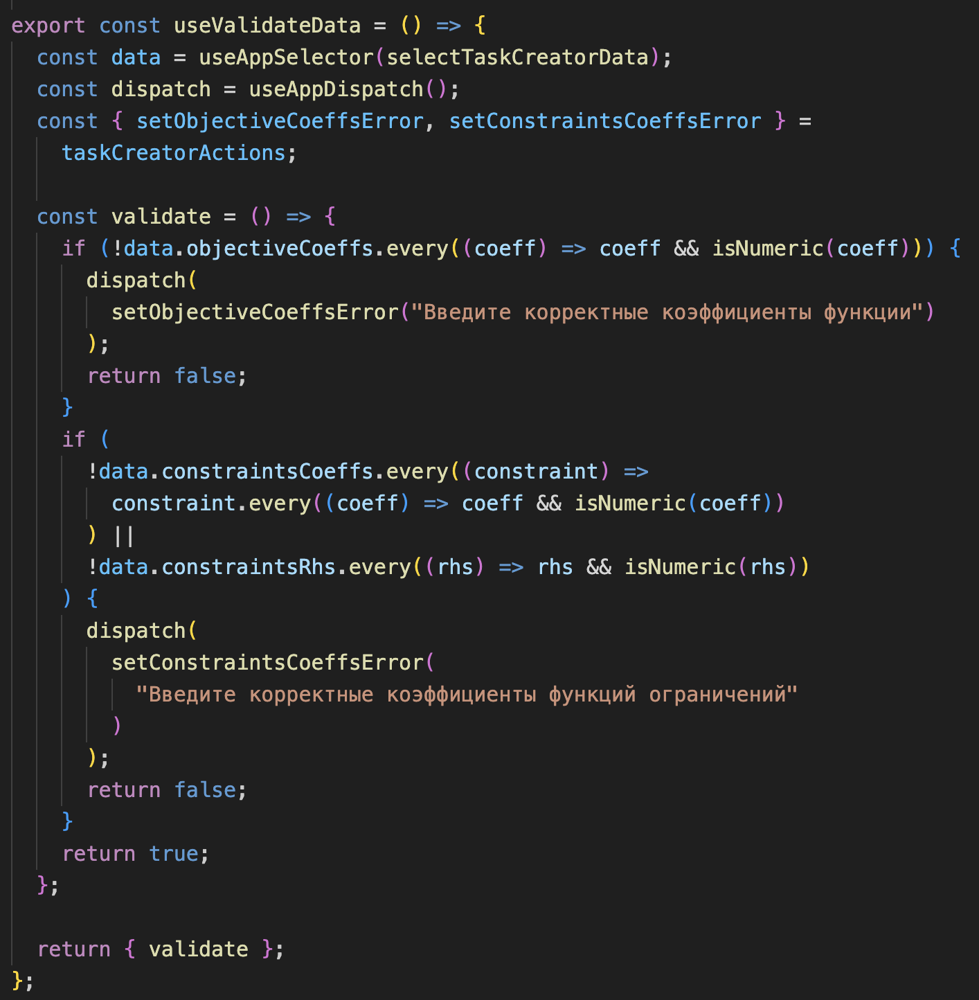 export const useValidateData = () => {
  const data = useAppSelector(selectTaskCreatorData);
  const dispatch = useAppDispatch();
  const { setObjectiveCoeffsError, setConstraintsCoeffsError } =
    taskCreatorActions;

  const validate = () => {
    if (!data.objectiveCoeffs.every((coeff) => coeff && isNumeric(coeff))) {
      dispatch(
        setObjectiveCoeffsError("Введите корректные коэффициенты функции")
      );
      return false;
    }
    if (
      !data.constraintsCoeffs.every((constraint) =>
        constraint.every((coeff) => coeff && isNumeric(coeff))
      ) ||
      !data.constraintsRhs.every((rhs) => rhs && isNumeric(rhs))
    ) {
      dispatch(
        setConstraintsCoeffsError(
          "Введите корректные коэффициенты функций ограничений"
        )
      );
      return false;
    }
    return true;
  };

  return { validate };
};